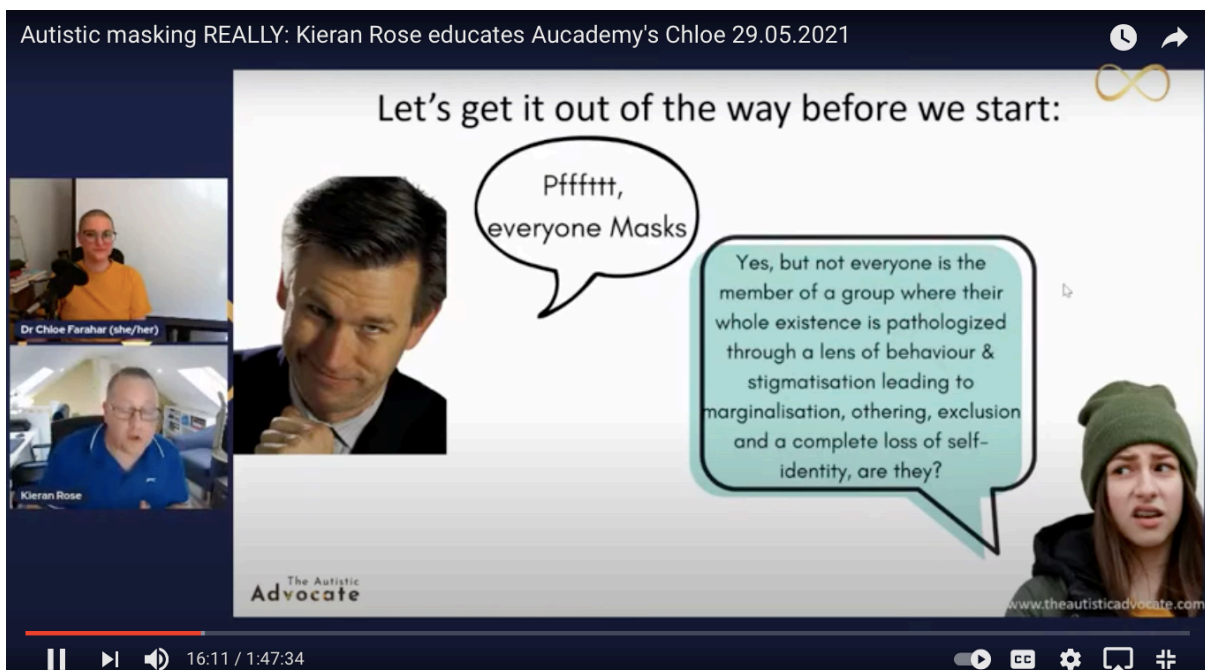 Autistic masking REALLY: Kieran Rose educates Aucademy's Chloe 29.05.2021
Let's get it out of the way before we start:
Pfffttt,
everyone Masks
Yes, but not everyone is the
member of a group where their
whole existence is pathologized
through a lens of behaviour &
stigmatisation leading to
marginalisation, othering, exclusion
and a complete loss of self-
identity, are they?
Dr Chloe Farahar (she/her)
Kieran Rose
The Autistic
Advocate
www.theautisticadvocate.com
16:11 / 1:47:34
CC